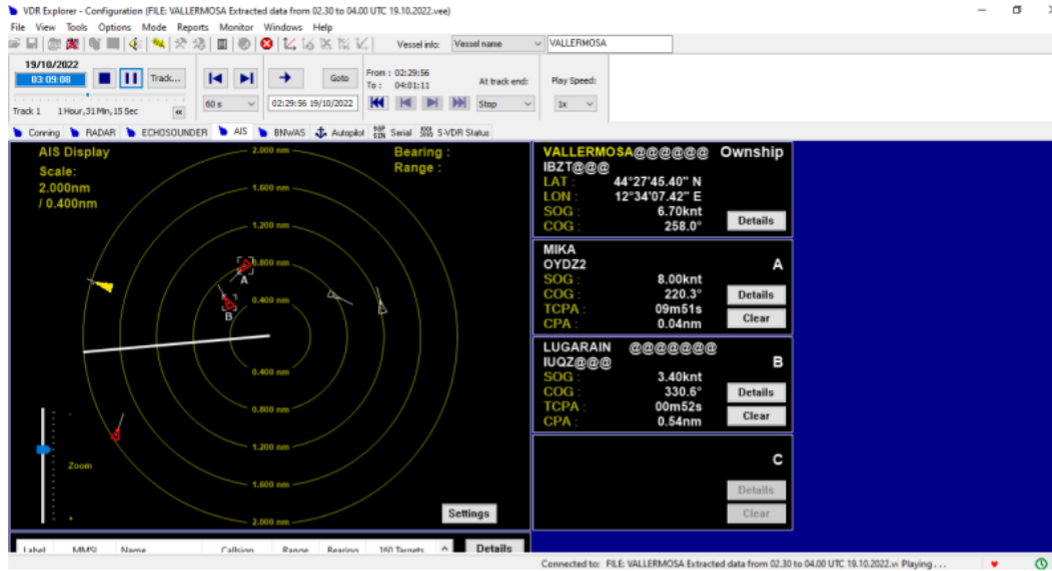 VDR Explorer - Configuration (FILE: VALLERMOSA Extracted data from 02.30 to 04.00 UTC 19.10.2022.vee)
File View Tools Options Mode Reports Monitor Windows Help
Vessel info: Vessel name VALLERMOSA
19/10/2022
03:09:08 Track... Goto From : 02:29:56 At track end: Play Speed:
To : 04:01:11
Track 1 1Hour,31Min,15 Sec << 60 s 02:29:56 19/10/2022 Stop 1x
Conning RADAR ECHOSOUNDER AIS BNWAS Autopilot Serial S-VDR Status
AIS Display 2.000 nm Bearing :
Scale: Range :
2.000nm 1.600 nm
/ 0.400nm
1.200 nm
0.800 nm
A
0.400 nm
B
0.400 nm
0.800 nm
1.200 nm
Zoom
1.600 nm
Settings
2.000 nm
VALLERMOSA@@@@@@ Ownship
IBZT@@@
LAT : 44°27'45.40" N
LON : 12°34'07.42" E
SOG : 6.70knt
COG : 258.0° Details
MIKA
OYDZ2 A
SOG : 8.00knt
COG : 220.3° Details
TCPA : 09m51s
CPA : 0.04nm Clear
LUGARAIN @@@@@@@
IUQZ@@@ B
SOG : 3.40knt
COG : 330.6° Details
TCPA : 00m52s
CPA : 0.54nm Clear
C
Details
Clear
Label MMSI Name Callsign Range Bearing 160 Targets Details
Connected to: FILE: VALLERMOSA Extracted data from 02.30 to 04.00 UTC 19.10.2022.v Playing . . .